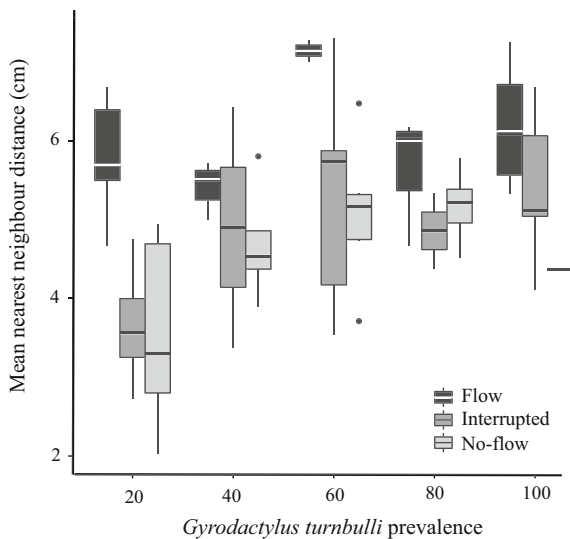 Mean nearest neighbour distance (cm)
6
4
2
Flow
Interrupted
No-flow
20 40 60 80 100
Gyrodactylus turnbulli prevalence